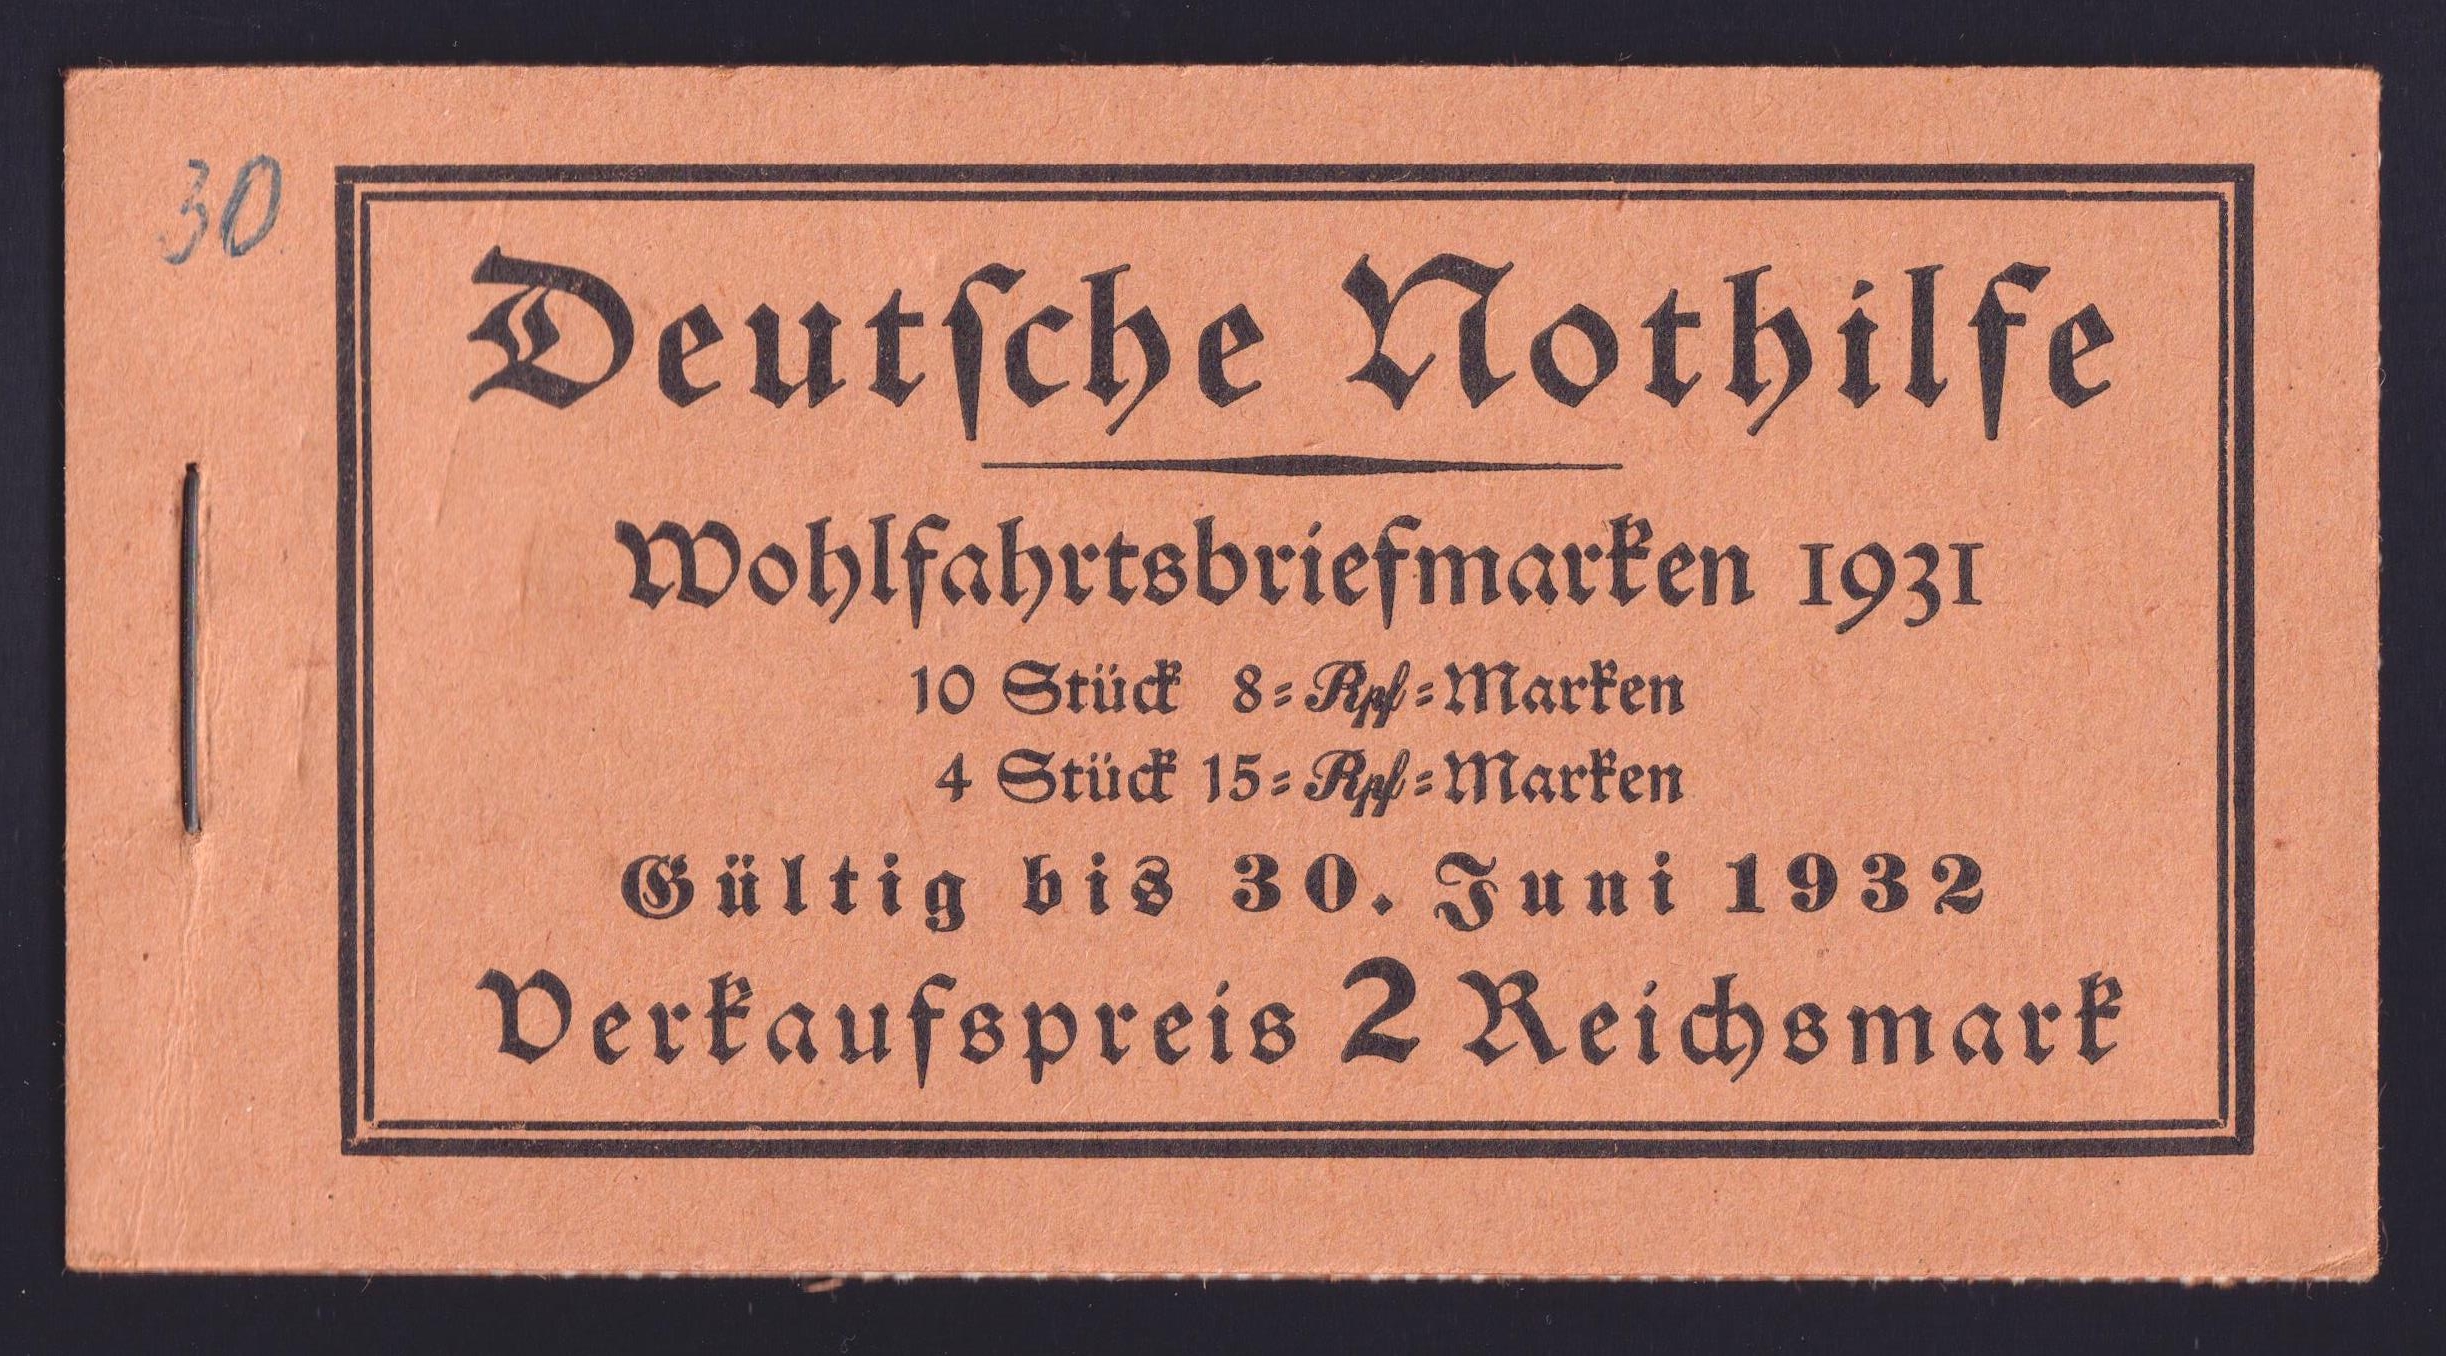 30
Deutſche Nothilfe
Wohlfahrtsbriefmarken 1931
10 Stück 8=Rpf=Marken
4 Stück 15=Rpf=Marken
Gültig bis 30. Juni 1932
Verkaufspreis 2 Reichsmark